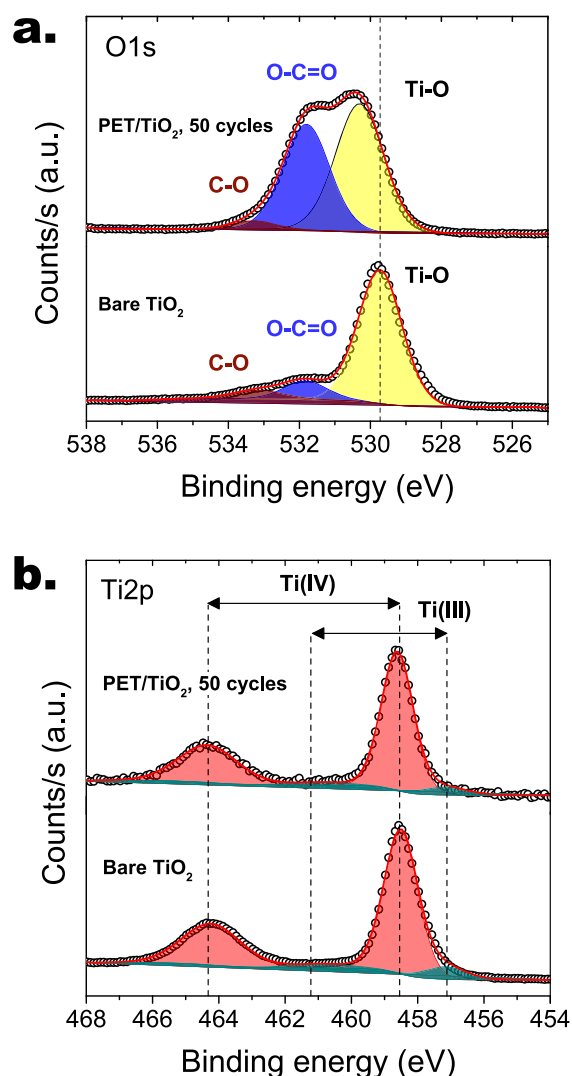 a.
O1s
O-C=O
Ti-O
PET/TiO₂, 50 cycles
C-O
Bare TiO₂
Ti-O
O-C=O
C-O
Counts/s (a.u.)
538 536 534 532 530 528 526
Binding energy (eV)
b.
Ti2p
Ti(IV)
Ti(III)
PET/TiO₂, 50 cycles
Bare TiO₂
Counts/s (a.u.)
468 466 464 462 460 458 456 454
Binding energy (eV)